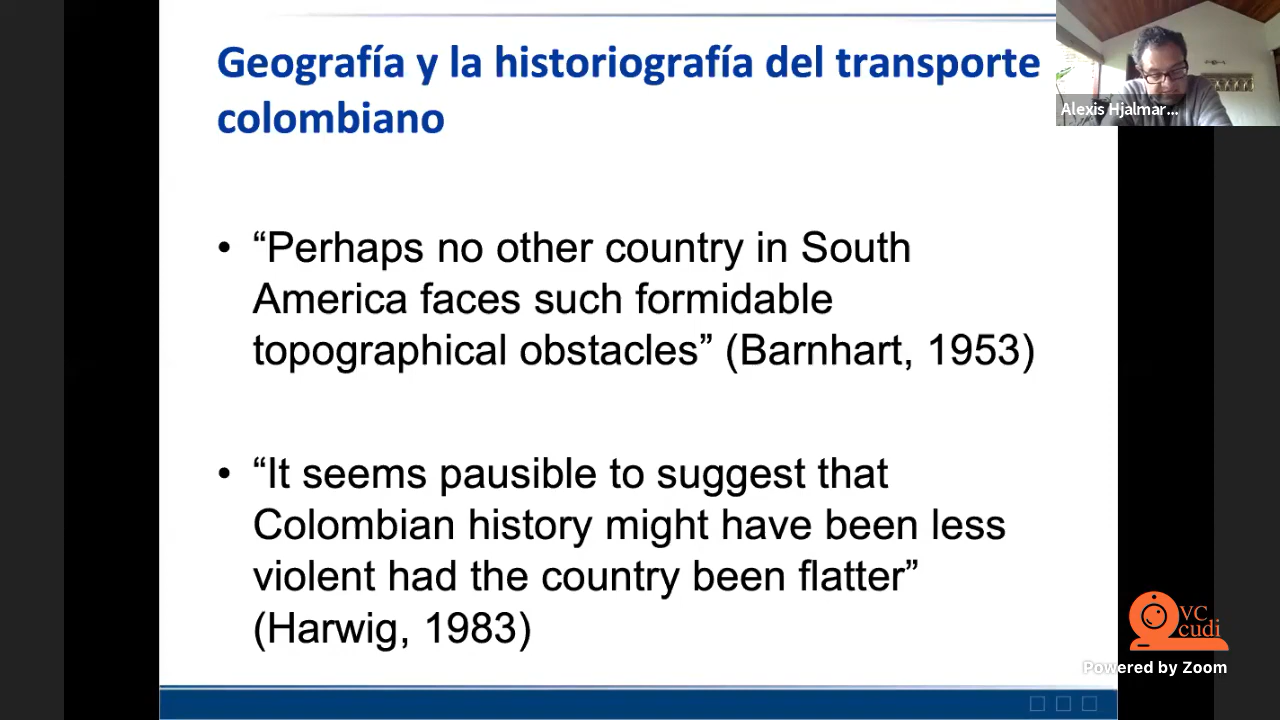 Geografía y la historiografía del transporte
colombiano
Alexis Hjalmar...
• “Perhaps no other country in South
America faces such formidable
topographical obstacles” (Barnhart, 1953)
• “It seems pausible to suggest that
Colombian history might have been less
violent had the country been flatter”
(Harwig, 1983)
VC
cudi
Powered by Zoom